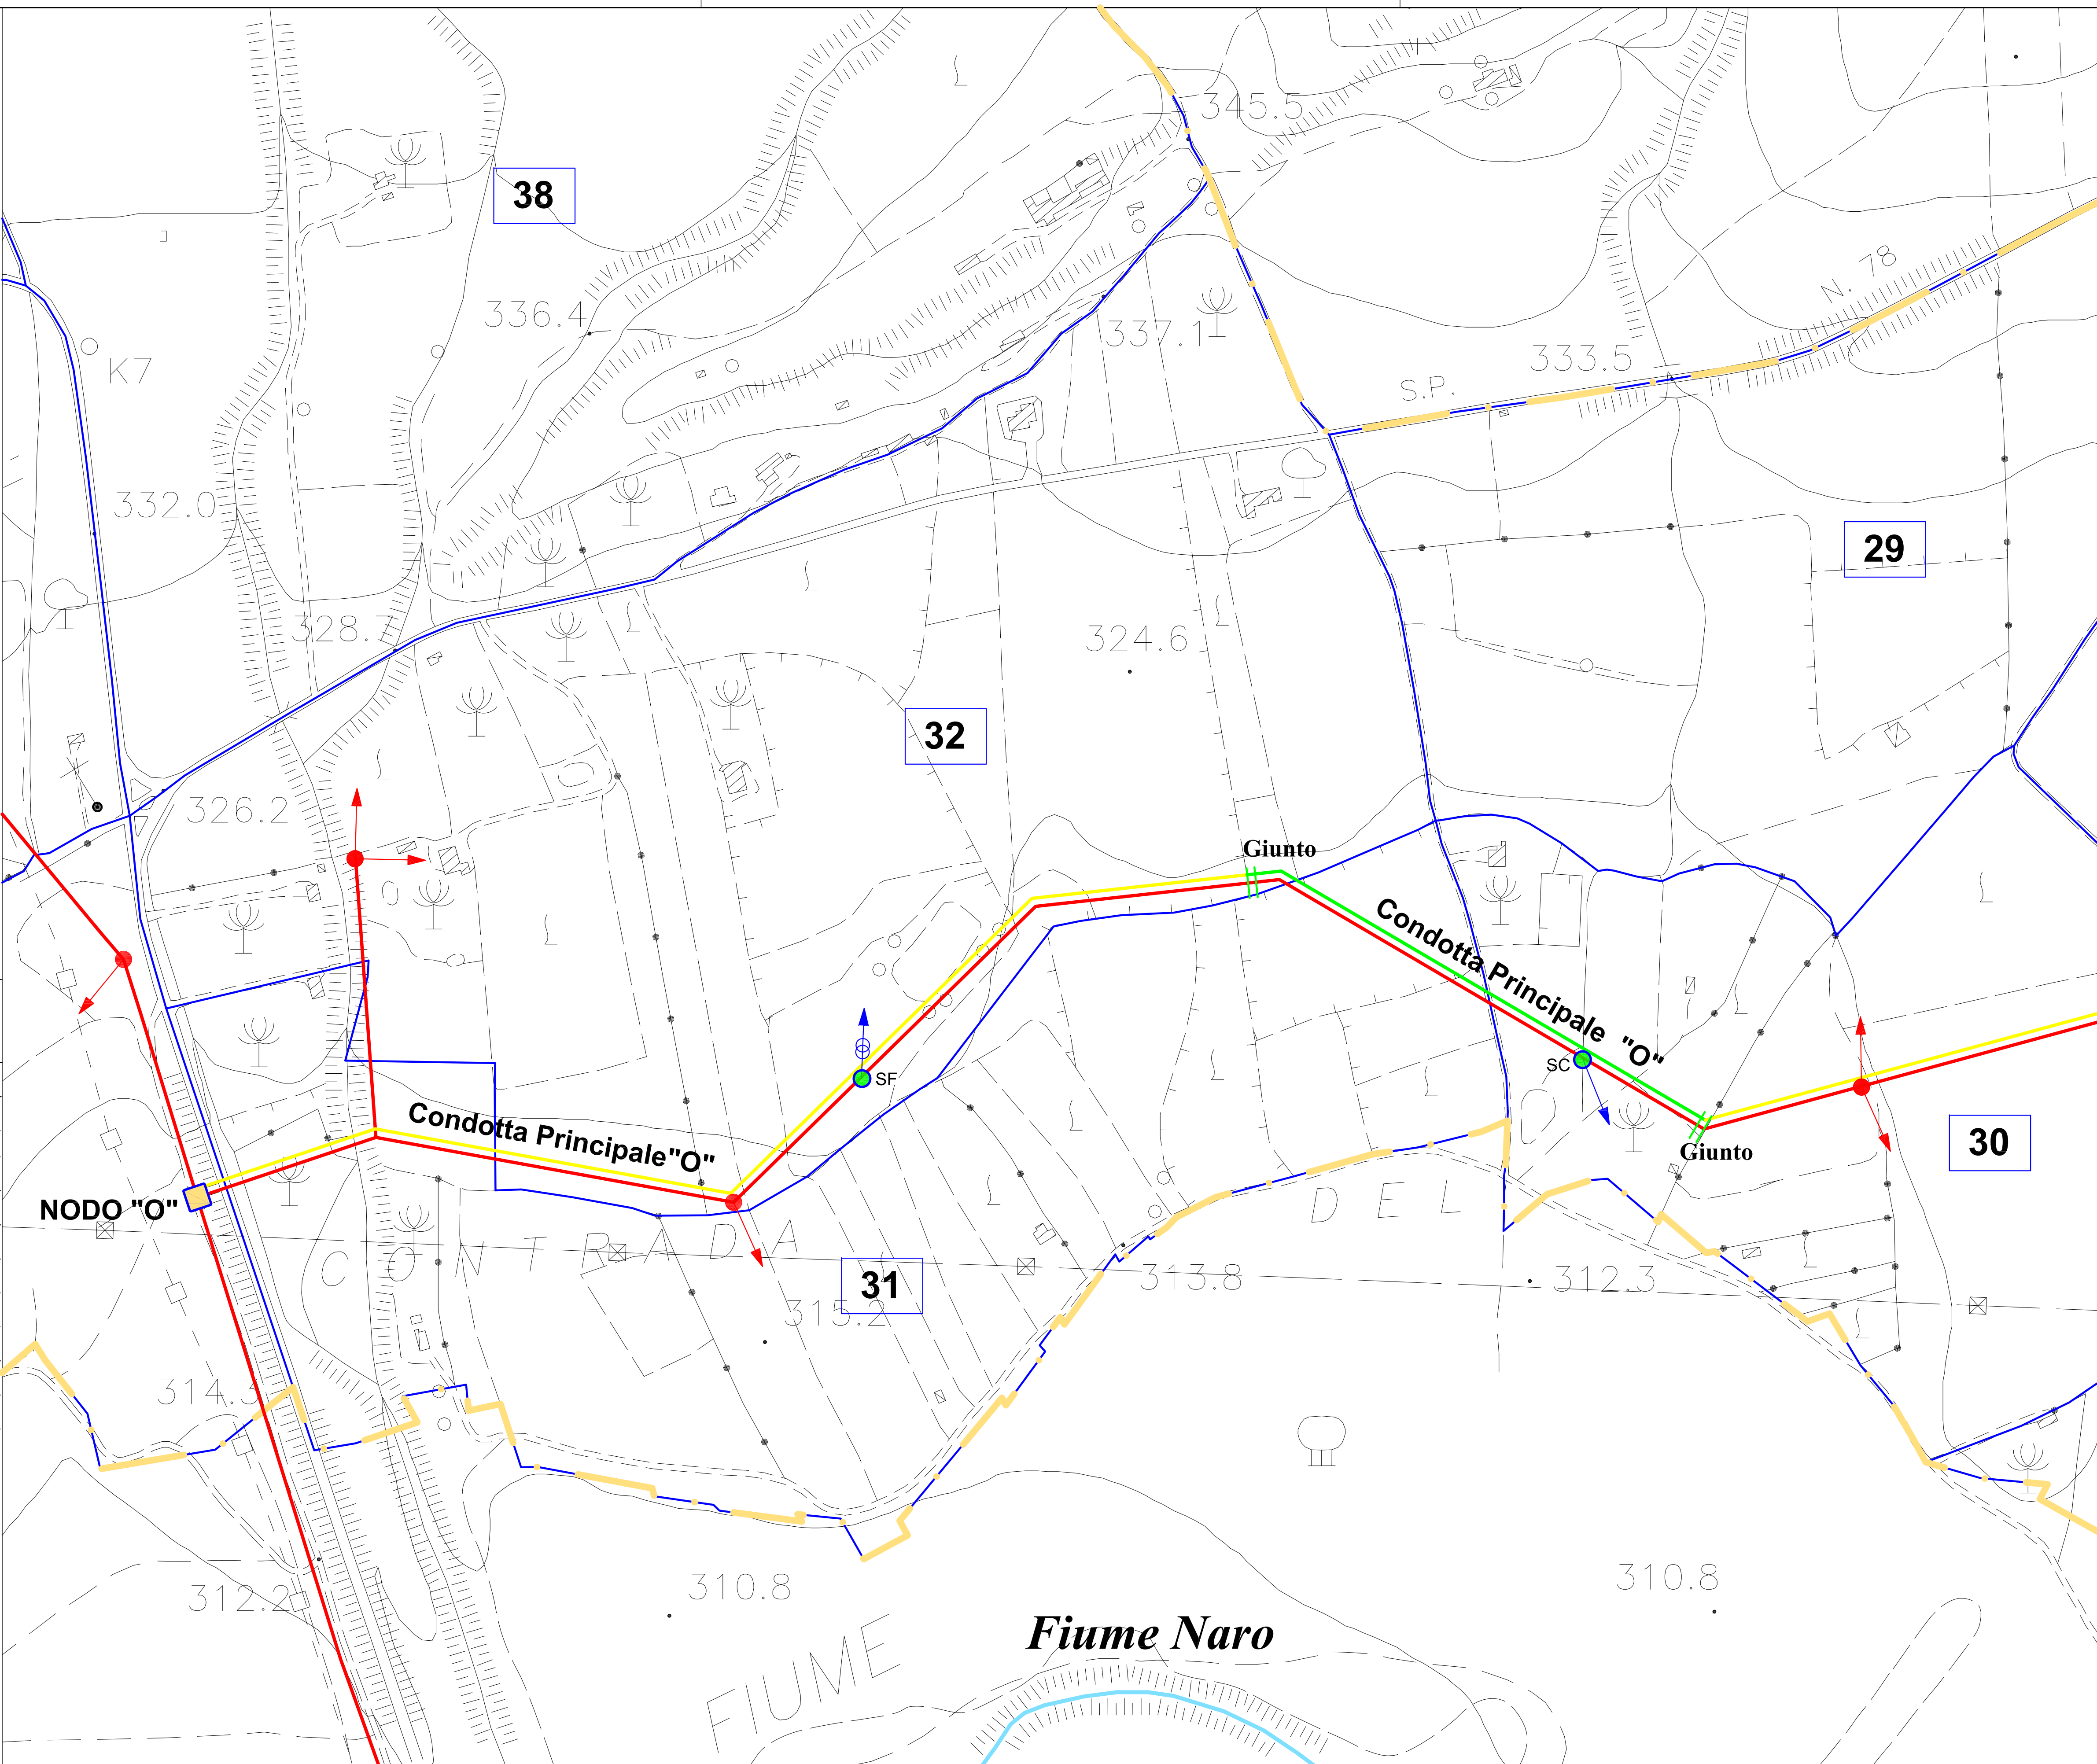 345.5
38
N. 78
336.4
337.1
333.5
K7
S.P.
332.0
29
328.7
324.6
32
326.2
Giunto
Condotta Principale "O"
SF
SC
Condotta Principale"O"
Giunto
30
NODO "O"
CONTRADA
DEL
31
313.8
312.3
315.2
314.3
310.8
310.8
312.2
Fiume Naro
FIUME